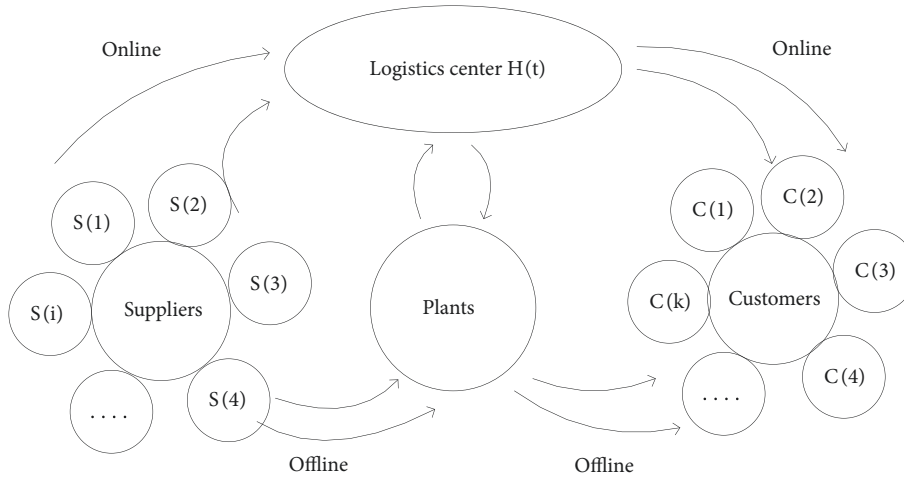 Online
Online
Logistics center H(t)
S(1)
S(2)
S(3)
S(i)
Suppliers
S(4)
. . . .
Plants
C(1)
C(2)
C(3)
C(k)
Customers
C(4)
. . . .
Offline
Offline